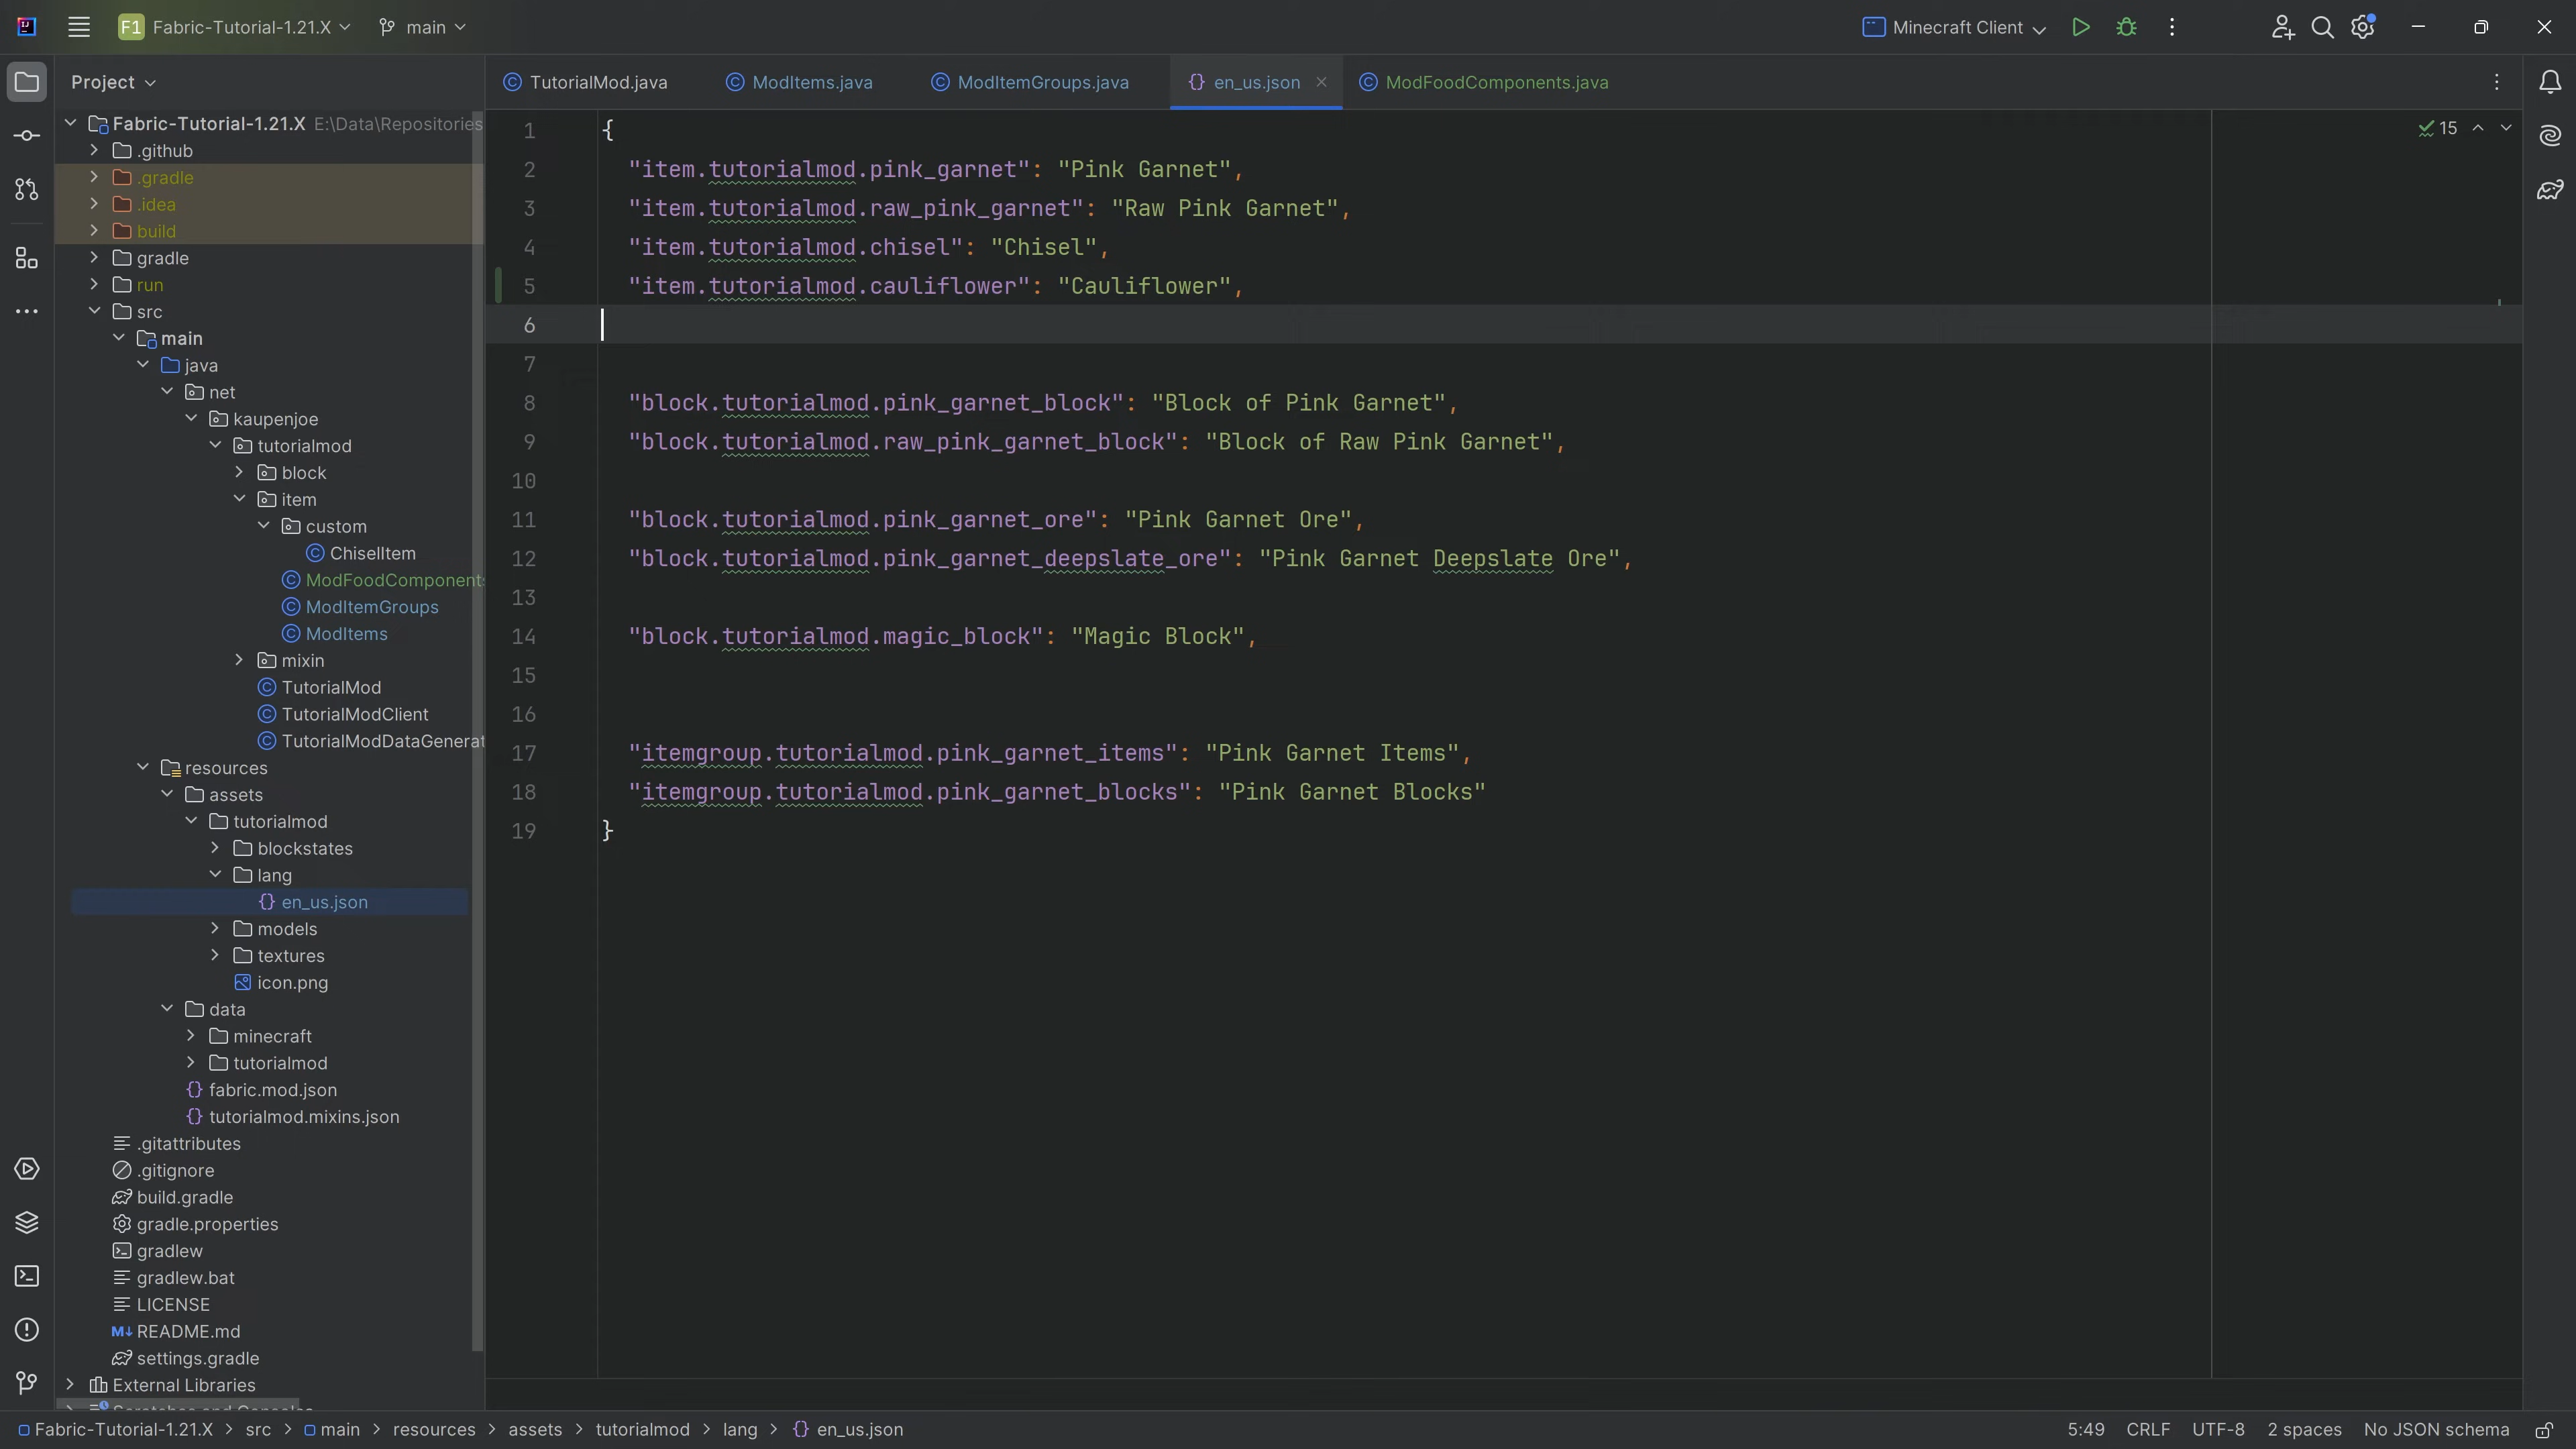 F1 Fabric-Tutorial-1.21.X main Minecraft Client
Project
TutorialMod.java ModItems.java ModItemGroups.java en_us.json ModFoodComponents.java
Fabric-Tutorial-1.21.X E:\Data\Repositories
.github
.gradle
.idea
build
gradle
run
src
main
java
net
kaupenjoe
tutorialmod
block
item
custom
ChiselItem
ModFoodComponents
ModItemGroups
ModItems
mixin
TutorialMod
TutorialModClient
TutorialModDataGenerat
resources
assets
tutorialmod
blockstates
lang
en_us.json
models
textures
icon.png
data
minecraft
tutorialmod
fabric.mod.json
tutorialmod.mixins.json
.gitattributes
.gitignore
build.gradle
gradle.properties
gradlew
gradlew.bat
LICENSE
README.md
settings.gradle
External Libraries
1 {
2 "item.tutorialmod.pink_garnet": "Pink Garnet",
3 "item.tutorialmod.raw_pink_garnet": "Raw Pink Garnet",
4 "item.tutorialmod.chisel": "Chisel",
5 "item.tutorialmod.cauliflower": "Cauliflower",
6
7
8 "block.tutorialmod.pink_garnet_block": "Block of Pink Garnet",
9 "block.tutorialmod.raw_pink_garnet_block": "Block of Raw Pink Garnet",
10
11 "block.tutorialmod.pink_garnet_ore": "Pink Garnet Ore",
12 "block.tutorialmod.pink_garnet_deepslate_ore": "Pink Garnet Deepslate Ore",
13
14 "block.tutorialmod.magic_block": "Magic Block",
15
16
17 "itemgroup.tutorialmod.pink_garnet_items": "Pink Garnet Items",
18 "itemgroup.tutorialmod.pink_garnet_blocks": "Pink Garnet Blocks"
19 }
15
Fabric-Tutorial-1.21.X > src > main > resources > assets > tutorialmod > lang > en_us.json 5:49 CRLF UTF-8 2 spaces No JSON schema